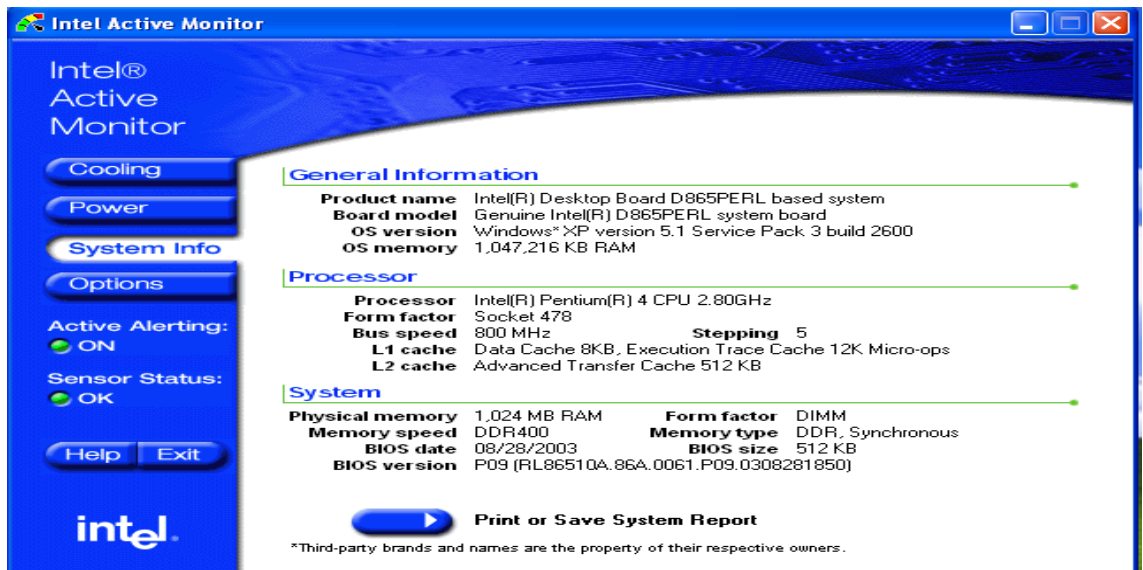 Intel Active Monitor
Intel®
Active
Monitor
Cooling
Power
System Info
Options
Active Alerting:
ON
Sensor Status:
OK
Help Exit
intel.
General Information
Product name Intel(R) Desktop Board D865PERL based system
Board model Genuine Intel(R) D865PERL system board
OS version Windows* XP version 5.1 Service Pack 3 build 2600
OS memory 1,047,216 KB RAM
Processor
Processor Intel(R) Pentium(R) 4 CPU 2.80GHz
Form factor Socket 478
Bus speed 800 MHz Stepping 5
L1 cache Data Cache 8KB, Execution Trace Cache 12K Micro-ops
L2 cache Advanced Transfer Cache 512 KB
System
Physical memory 1,024 MB RAM Form factor DIMM
Memory speed DDR400 Memory type DDR, Synchronous
BIOS date 08/28/2003 BIOS size 512 KB
BIOS version P09 (RL86510A.86A.0061.P09.0308281850)
Print or Save System Report
*Third-party brands and names are the property of their respective owners.